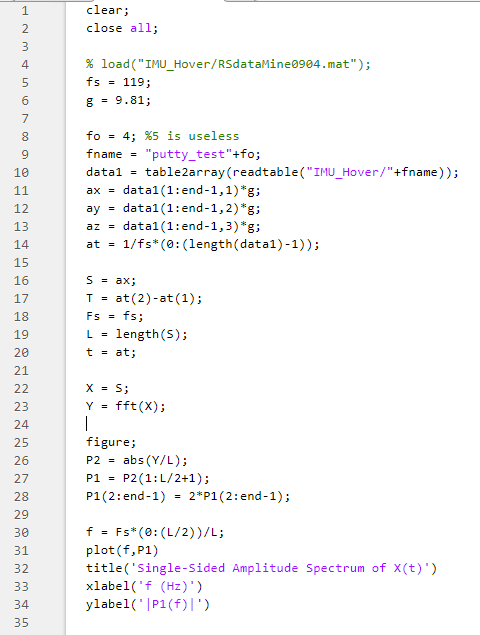 1 clear;
2 close all;
3
4 % load("IMU_Hover/RSdataMine0904.mat");
5 fs = 119;
6 g = 9.81;
7
8 fo = 4; %5 is useless
9 fname = "putty_test"+fo;
10 data1 = table2array(readtable("IMU_Hover/"+fname));
11 ax = data1(1:end-1,1)*g;
12 ay = data1(1:end-1,2)*g;
13 az = data1(1:end-1,3)*g;
14 at = 1/fs*(0:(length(data1)-1));
15
16 S = ax;
17 T = at(2)-at(1);
18 Fs = fs;
19 L = length(S);
20 t = at;
21
22 X = S;
23 Y = fft(X);
24
25 figure;
26 P2 = abs(Y/L);
27 P1 = P2(1:L/2+1);
28 P1(2:end-1) = 2*P1(2:end-1);
29
30 f = Fs*(0:(L/2))/L;
31 plot(f,P1)
32 title('Single-Sided Amplitude Spectrum of X(t)')
33 xlabel('f (Hz)')
34 ylabel('|P1(f)|')
35